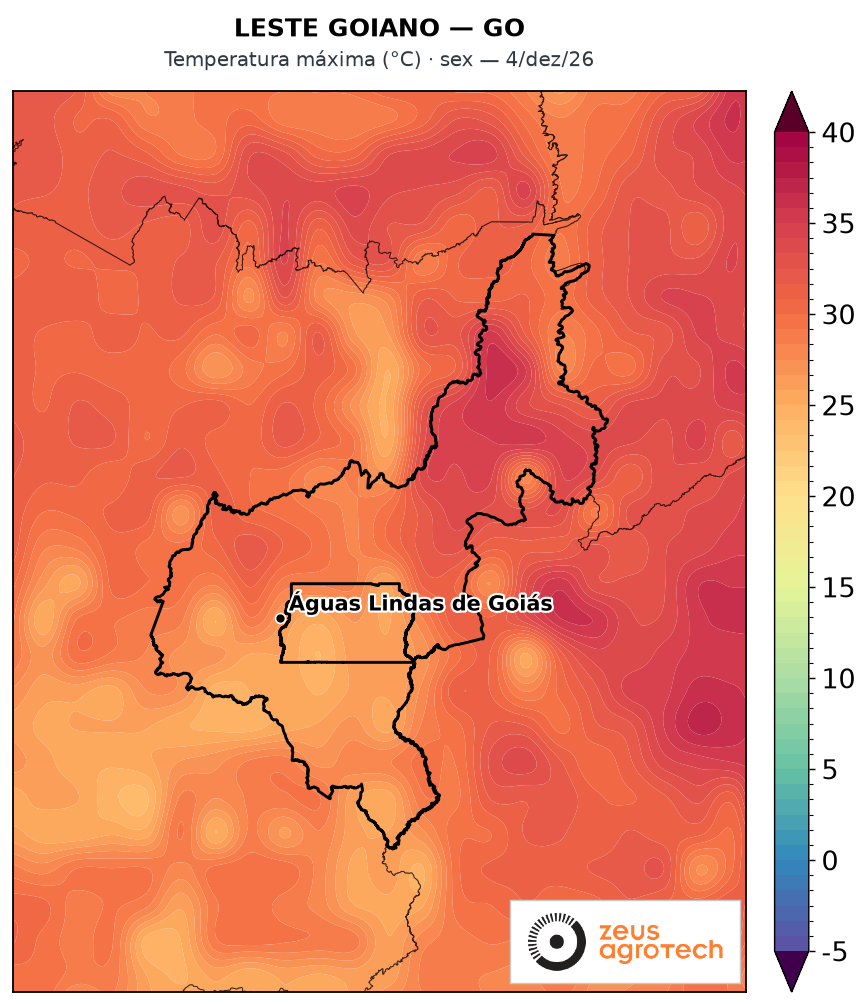 LESTE GOIANO — GO
Temperatura máxima (°C) · sex — 4/dez/26
40
35
30
25
20
15
10
5
0
-5
Águas Lindas de Goiás
zeus
agrotech